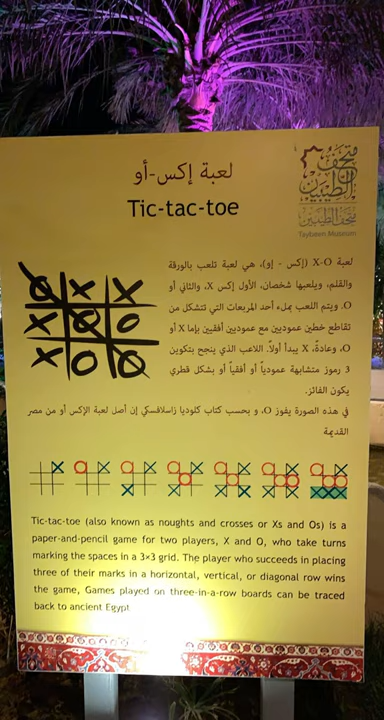 لعبة إكس-أو
Tic-tac-toe
متحف الطيبين
Taybeen Museum
لعبة X-O (إكس - إو)، هي لعبة تلعب بالورقة
والقلم، ويلعبها شخصان، الأول إكس X، والثاني أو
O. ويتم اللعب بملء أحد المربعات التي تتشكل من
تقاطع خطين عموديين مع عموديين أفقيين بإما X أو
O، وعادةً، X يبدأ أولاً. اللاعب الذي ينجح بتكوين
3 رموز متشابهة عمودياً أو أفقياً أو بشكل قطري
يكون الفائز.
في هذه الصورة يفوز O، و بحسب كتاب كلوديا زاسلافسكي إن أصل لعبة الإكس أو من مصر
القديمة
Tic-tac-toe (also known as noughts and crosses or Xs and Os) is a
paper-and-pencil game for two players, X and O, who take turns
marking the spaces in a 3×3 grid. The player who succeeds in placing
three of their marks in a horizontal, vertical, or diagonal row wins
the game, Games played on three-in-a-row boards can be traced
back to ancient Egypt